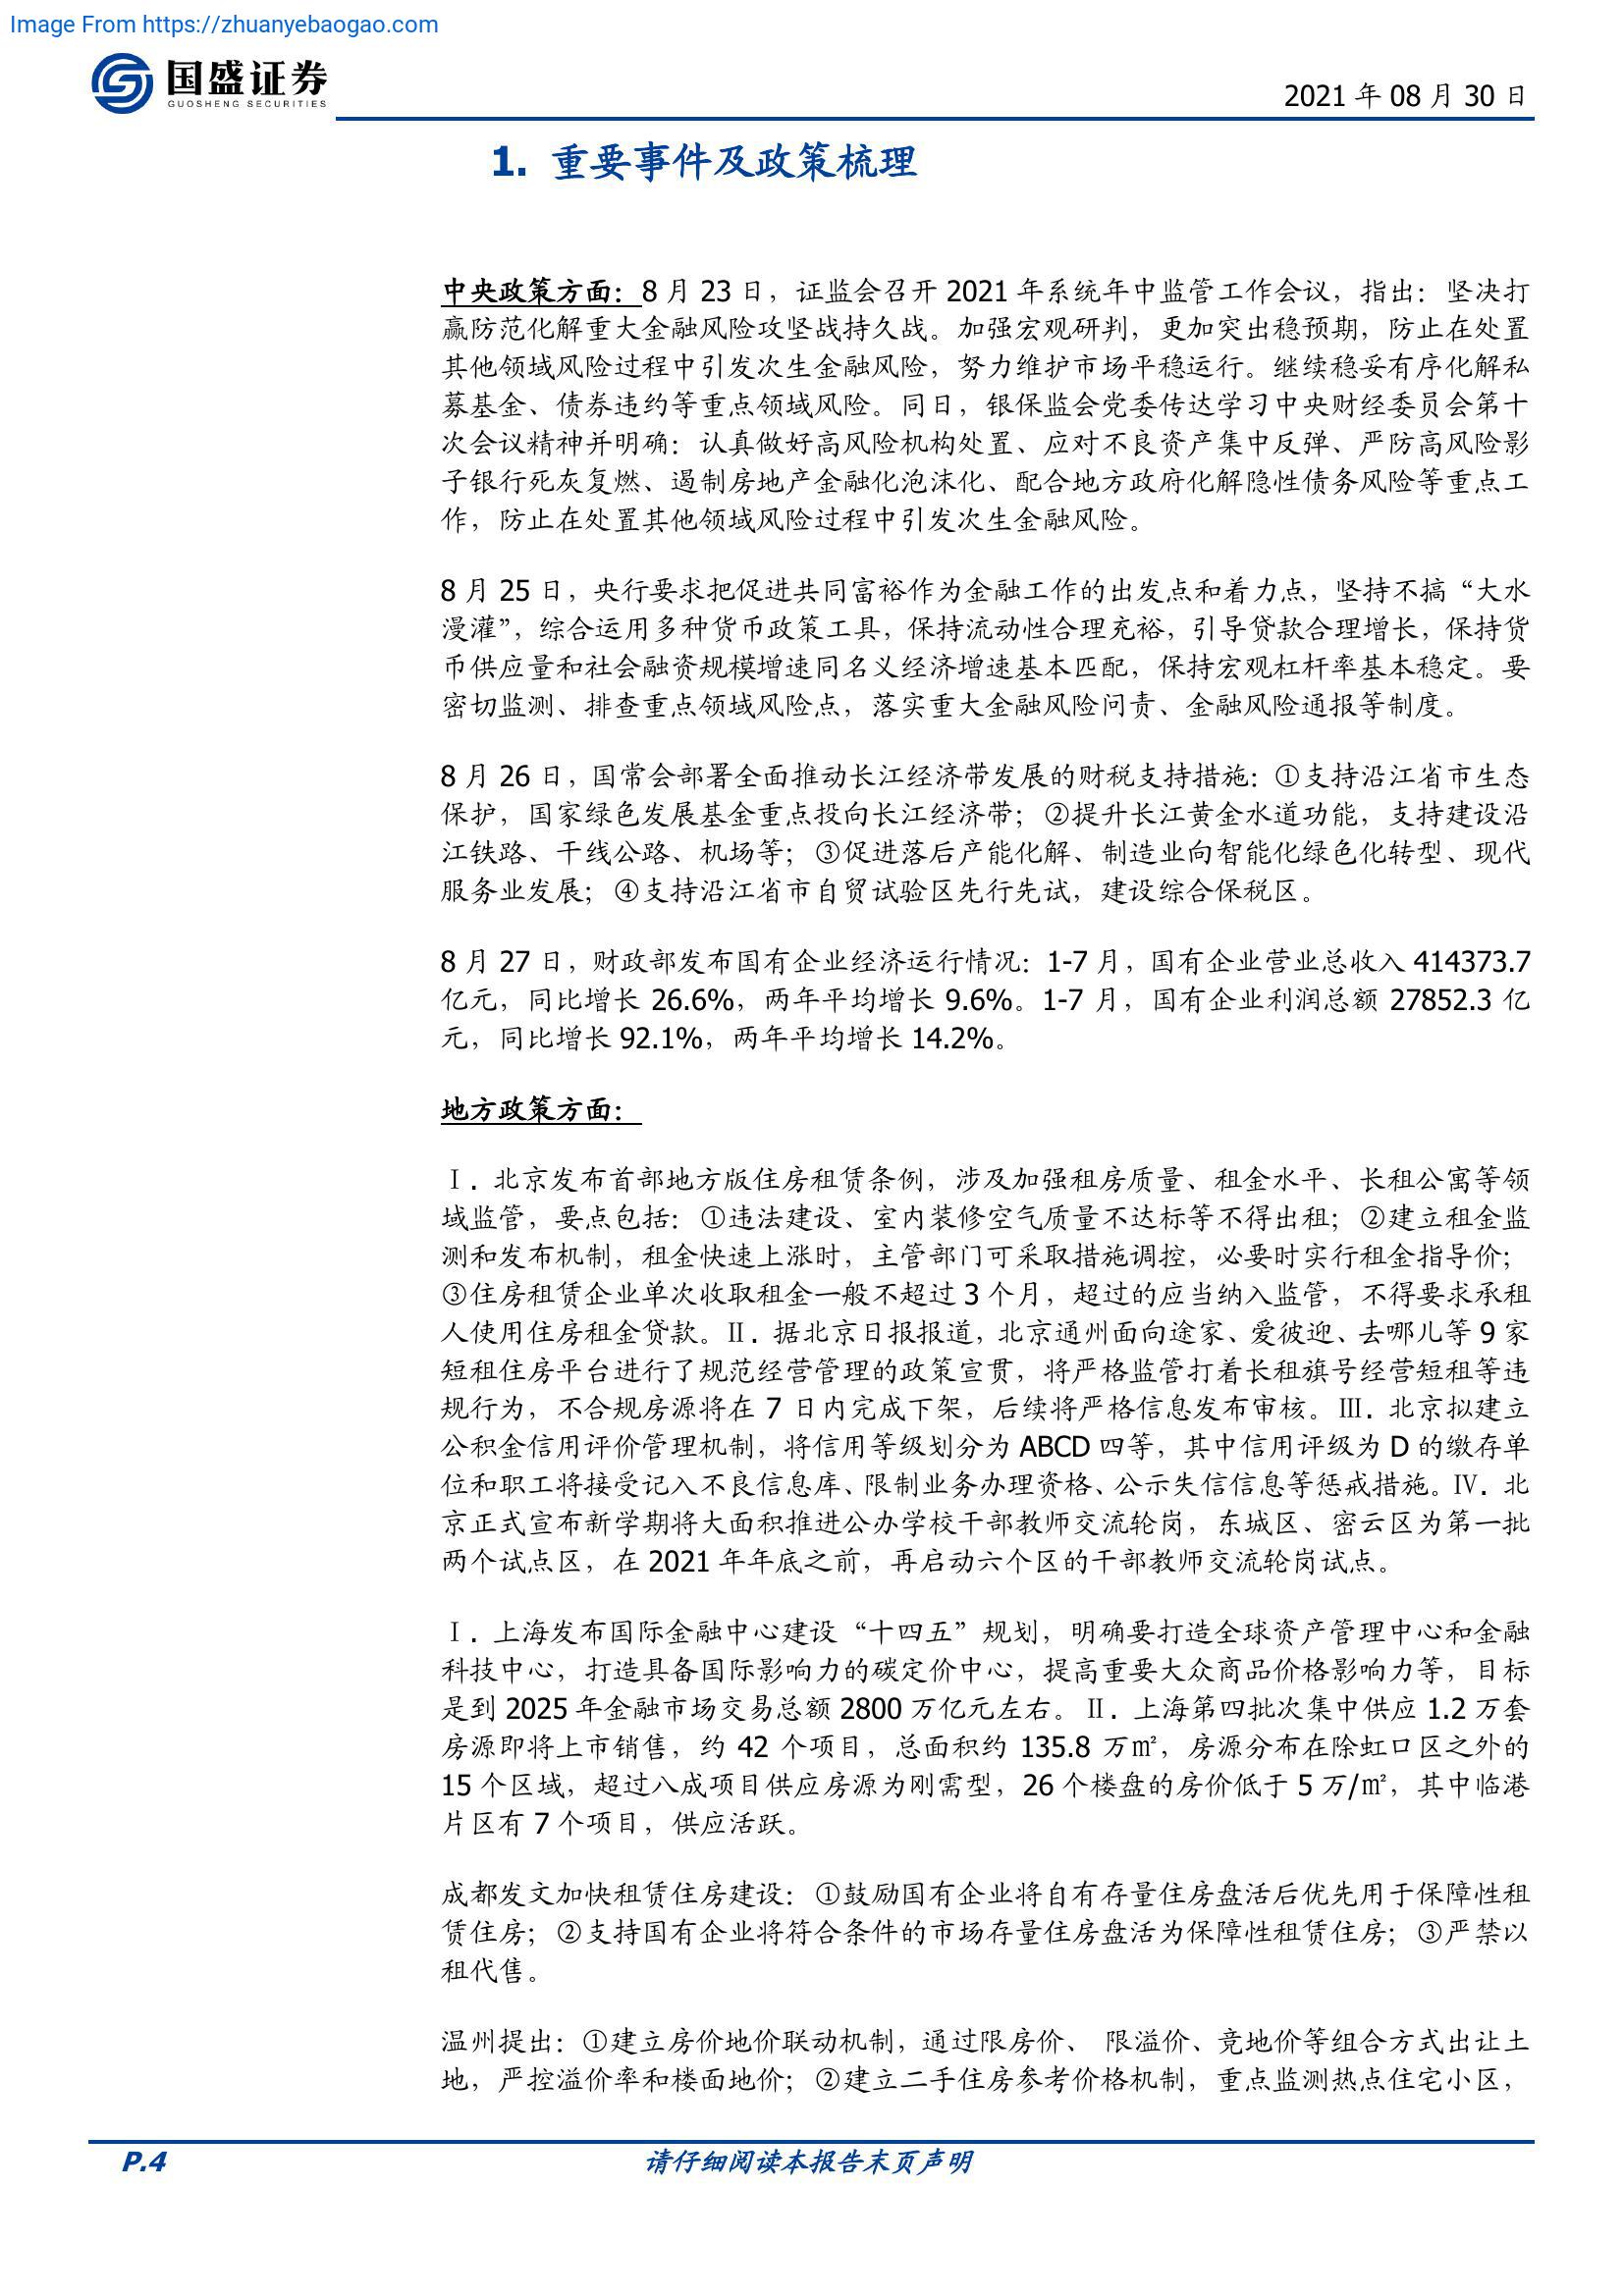 Image From https://zhuanyebaogao.com
国盛证券
GUOSHENG SECURITIES
2021 年 08 月 30 日
1. 重要事件及政策梳理
中央政策方面：8 月 23 日，证监会召开 2021 年系统年中监管工作会议，指出：坚决打
赢防范化解重大金融风险攻坚战持久战。加强宏观研判，更加突出稳预期，防止在处置
其他领域风险过程中引发次生金融风险，努力维护市场平稳运行。继续稳妥有序化解私
募基金、债券违约等重点领域风险。同日，银保监会党委传达学习中央财经委员会第十
次会议精神并明确：认真做好高风险机构处置、应对不良资产集中反弹、严防高风险影
子银行死灰复燃、遏制房地产金融化泡沫化、配合地方政府化解隐性债务风险等重点工
作，防止在处置其他领域风险过程中引发次生金融风险。
8 月 25 日，央行要求把促进共同富裕作为金融工作的出发点和着力点，坚持不搞“大水
漫灌”，综合运用多种货币政策工具，保持流动性合理充裕，引导贷款合理增长，保持货
币供应量和社会融资规模增速同名义经济增速基本匹配，保持宏观杠杆率基本稳定。要
密切监测、排查重点领域风险点，落实重大金融风险问责、金融风险通报等制度。
8 月 26 日，国常会部署全面推动长江经济带发展的财税支持措施：①支持沿江省市生态
保护，国家绿色发展基金重点投向长江经济带；②提升长江黄金水道功能，支持建设沿
江铁路、干线公路、机场等；③促进落后产能化解、制造业向智能化绿色化转型、现代
服务业发展；④支持沿江省市自贸试验区先行先试，建设综合保税区。
8 月 27 日，财政部发布国有企业经济运行情况：1-7 月，国有企业营业总收入 414373.7
亿元，同比增长 26.6%，两年平均增长 9.6%。1-7 月，国有企业利润总额 27852.3 亿
元，同比增长 92.1%，两年平均增长 14.2%。
地方政策方面：
Ⅰ. 北京发布首部地方版住房租赁条例，涉及加强租房质量、租金水平、长租公寓等领
域监管，要点包括：①违法建设、室内装修空气质量不达标等不得出租；②建立租金监
测和发布机制，租金快速上涨时，主管部门可采取措施调控，必要时实行租金指导价；
③住房租赁企业单次收取租金一般不超过 3 个月，超过的应当纳入监管，不得要求承租
人使用住房租金贷款。Ⅱ. 据北京日报报道，北京通州面向途家、爱彼迎、去哪儿等 9 家
短租住房平台进行了规范经营管理的政策宣贯，将严格监管打着长租旗号经营短租等违
规行为，不合规房源将在 7 日内完成下架，后续将严格信息发布审核。Ⅲ. 北京拟建立
公积金信用评价管理机制，将信用等级划分为 ABCD 四等，其中信用评级为 D 的缴存单
位和职工将接受记入不良信息库、限制业务办理资格、公示失信信息等惩戒措施。Ⅳ. 北
京正式宣布新学期将大面积推进公办学校干部教师交流轮岗，东城区、密云区为第一批
两个试点区，在 2021 年年底之前，再启动六个区的干部教师交流轮岗试点。
Ⅰ. 上海发布国际金融中心建设“十四五”规划，明确要打造全球资产管理中心和金融
科技中心，打造具备国际影响力的碳定价中心，提高重要大众商品价格影响力等，目标
是到 2025 年金融市场交易总额 2800 万亿元左右。Ⅱ. 上海第四批次集中供应 1.2 万套
房源即将上市销售，约 42 个项目，总面积约 135.8 万㎡，房源分布在除虹口区之外的
15 个区域，超过八成项目供应房源为刚需型，26 个楼盘的房价低于 5 万/㎡，其中临港
片区有 7 个项目，供应活跃。
成都发文加快租赁住房建设：①鼓励国有企业将自有存量住房盘活后优先用于保障性租
赁住房；②支持国有企业将符合条件的市场存量住房盘活为保障性租赁住房；③严禁以
租代售。
温州提出：①建立房价地价联动机制，通过限房价、 限溢价、竞地价等组合方式出让土
地，严控溢价率和楼面地价；②建立二手住房参考价格机制，重点监测热点住宅小区，
P.4
请仔细阅读本报告末页声明